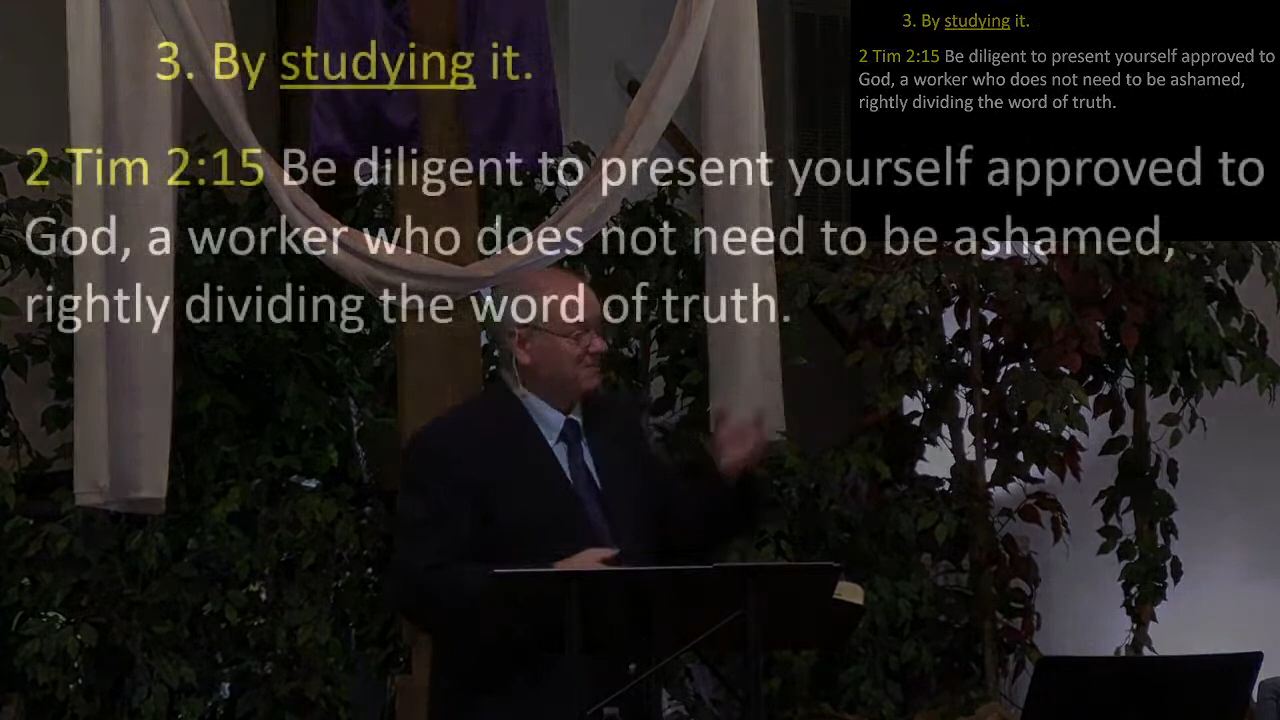 3. By studying it.
2 Tim 2:15 Be diligent to present yourself approved to
God, a worker who does not need to be ashamed,
rightly dividing the word of truth.
3. By studying it.
2 Tim 2:15 Be diligent to present yourself approved to
God, a worker who does not need to be ashamed,
rightly dividing the word of truth.